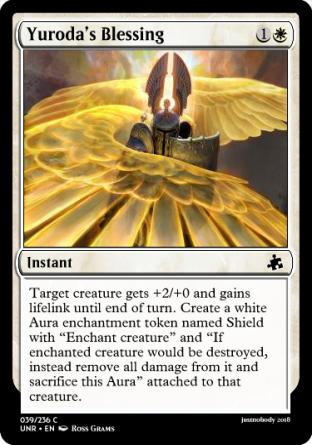 Yuroda's Blessing 1
Instant
Target creature gets +2/+0 and gains
lifelink until end of turn. Create a white
Aura enchantment token named Shield
with “Enchant creature” and “If
enchanted creature would be destroyed,
instead remove all damage from it and
sacrifice this Aura” attached to that
creature.
039/236 C
UNR • EN Ross Grams
justnobody 2018